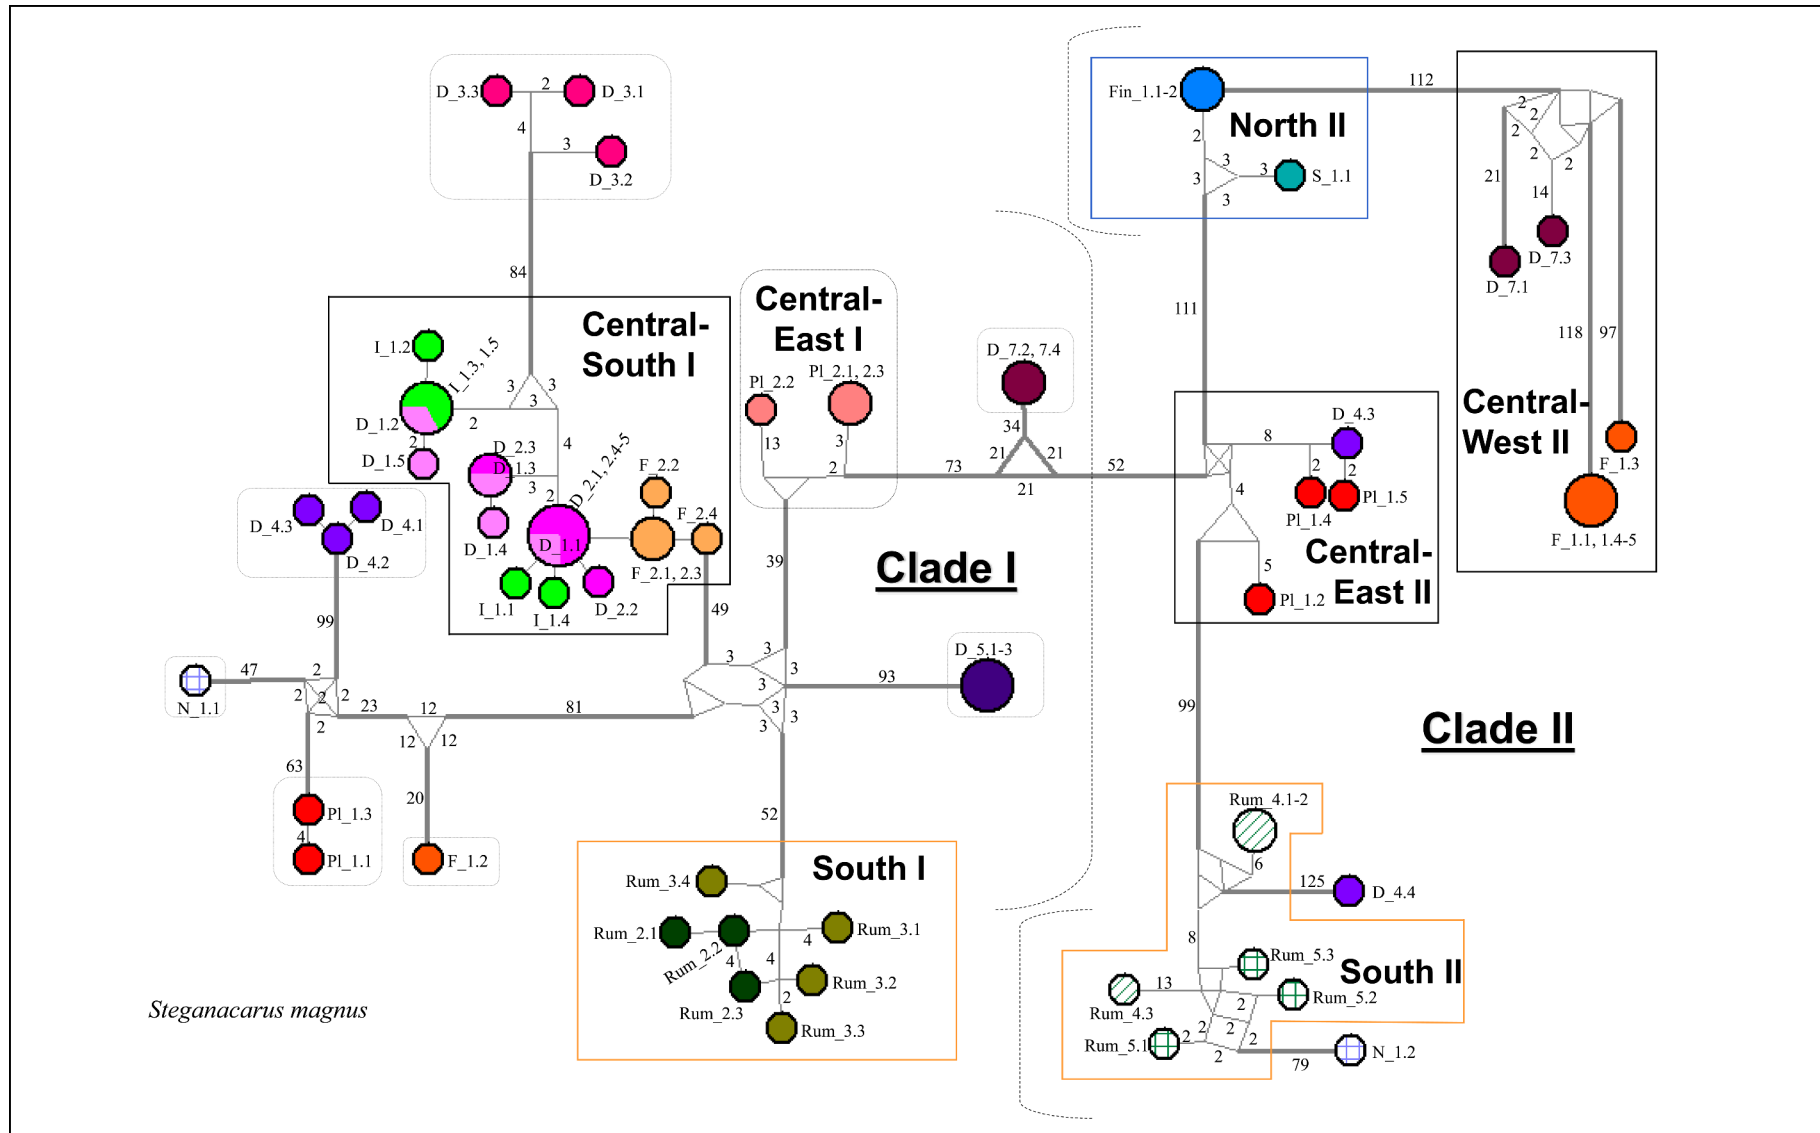 D_3.3
2
D_3.1
4
3
D_3.2
84
Central-
South I
I_1.2
I_1.3, 1.5
3
3
3
D_1.2
2
2
D_1.5
4
D_2.3
D_1.3
3
2
D_2.1, 2.4-5
D_1.4
D_1.1
F_2.2
F_2.4
F_2.1, 2.3
I_1.1
I_1.4
D_2.2
49
Central-
East I
Pl_2.2
Pl_2.1, 2.3
13
3
2
39
73
D_7.2, 7.4
34
21
21
21
52
Clade I
D_4.3
D_4.1
D_4.2
99
47
N_1.1
2
2
2
2
2
23
12
12
12
81
63
Pl_1.3
4
Pl_1.1
20
F_1.2
3
3
3
3
3
3
3
93
D_5.1-3
52
South I
Rum_3.4
Rum_2.1
Rum_2.2
4
Rum_3.1
4
4
Rum_3.2
Rum_2.3
2
Rum_3.3
Steganacarus magnus
Fin_1.1-2
North II
2
3
3
3
3
S_1.1
112
111
2
2
2
2
2
21
14
D_7.3
D_7.1
118
97
Central-
West II
F_1.3
F_1.1, 1.4-5
8
D_4.3
2
2
Pl_1.4
Pl_1.5
4
5
Pl_1.2
Central-
East II
99
Clade II
Rum_4.1-2
6
125
D_4.4
8
Rum_5.3
South II
13
Rum_4.3
2
Rum_5.2
2
2
2
2
2
Rum_5.1
79
N_1.2